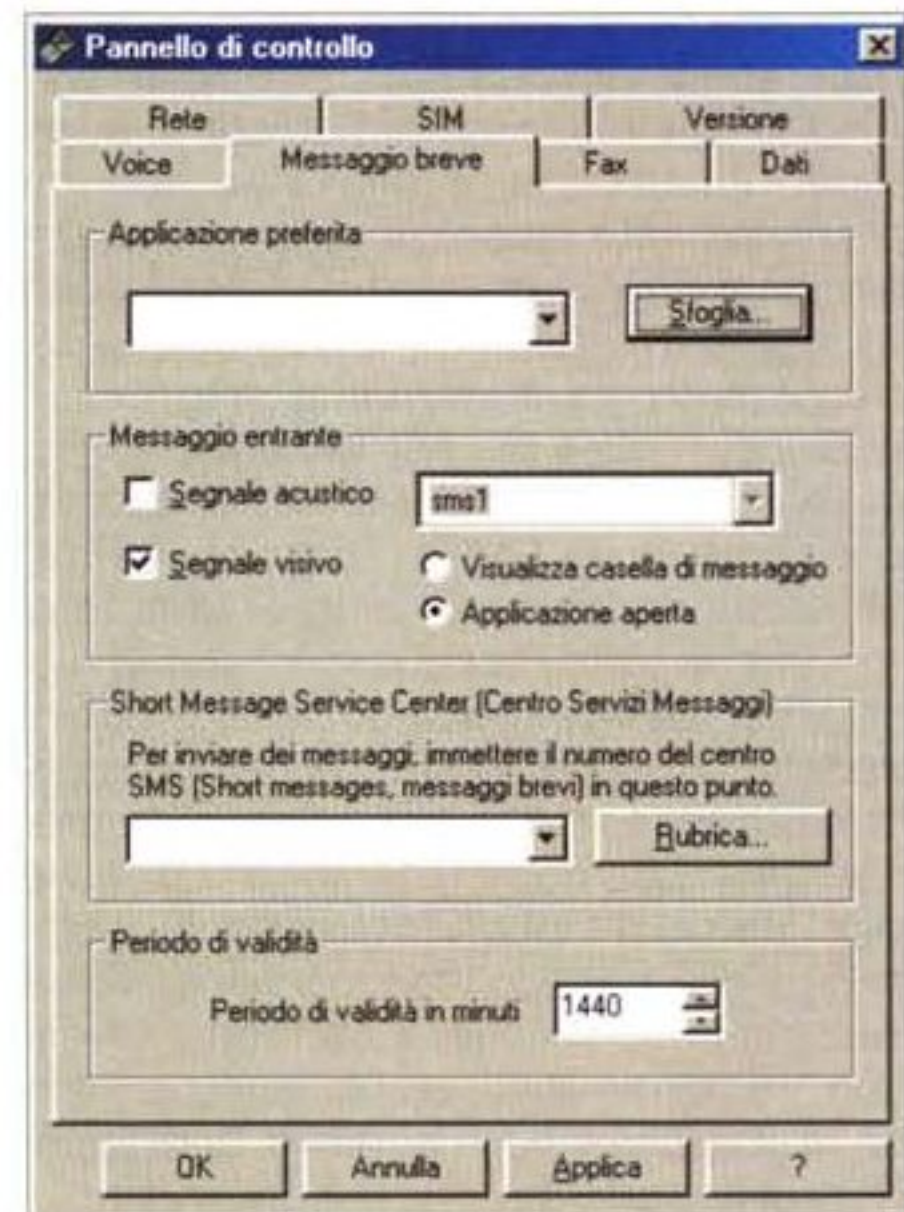 Pannello di controllo
Rete SIM Versione
Voice Messaggio breve Fax Dati
Applicazione preferita
Sfoglia...
Messaggio entrante
Segnale acustico sms1
Segnale visivo Visualizza casella di messaggio
Applicazione aperta
Short Message Service Center (Centro Servizi Messaggi)
Per inviare dei messaggi, immettere il numero del centro
SMS (Short messages, messaggi brevi) in questo punto.
Rubrica...
Periodo di validità
Periodo di validità in minuti 1440
OK Annulla Applica ?